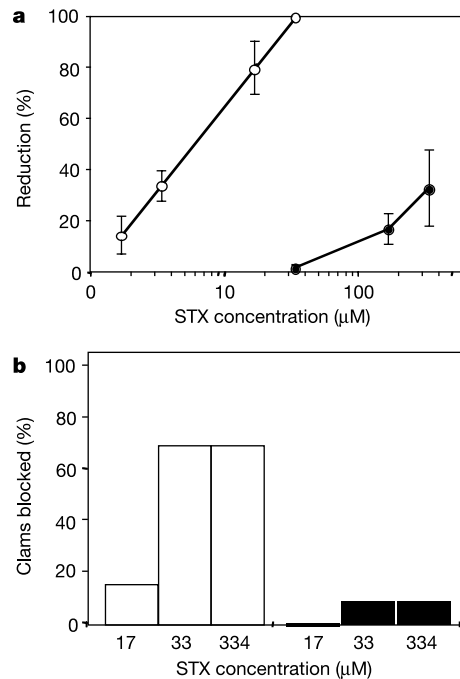 a
100
80
60
40
20
0
Reduction (%)
0 10 100
STX concentration (μM)
b
100
80
60
40
20
0
Clams blocked (%)
17 33 334 17 33 334
STX concentration (μM)